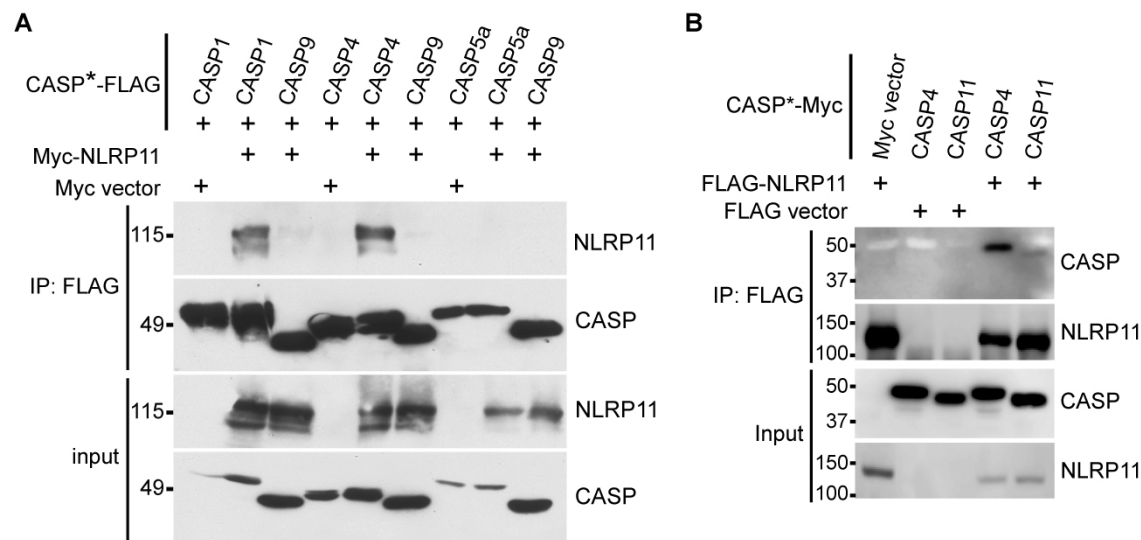 A
CASP*-FLAG
CASP1 CASP1 CASP9 CASP4 CASP4 CASP9 CASP5a CASP5a CASP9
+ + + + + + + + +
Myc-NLRP11 + + + + + +
Myc vector + + +
IP: FLAG
115 NLRP11
49 CASP
input
115 NLRP11
49 CASP
B
CASP*-Myc
Myc vector CASP4 CASP11 CASP4 CASP11
FLAG-NLRP11 + + +
FLAG vector + +
IP: FLAG
50 CASP
37
150 NLRP11
100
Input
50 CASP
37
150 NLRP11
100